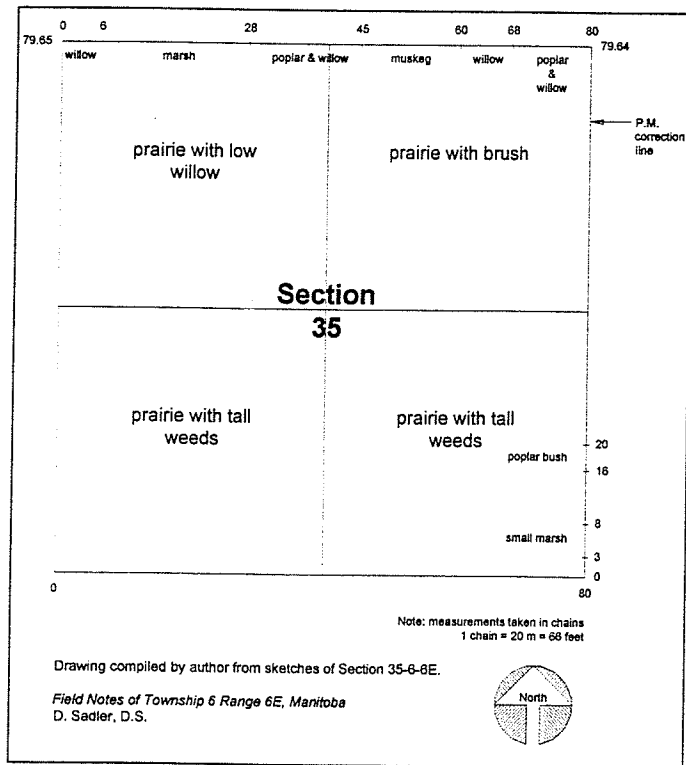 0 6 28 45 60 68 80
79.65 79.64
willow marsh poplar & willow muskeg willow poplar
&
willow
P.M.
correction
line
prairie with low
willow
prairie with brush
Section
35
prairie with tall
weeds
prairie with tall
weeds
20
poplar bush
16
8
small marsh
3
0
0 80
Note: measurements taken in chains
1 chain = 20 m = 66 feet
Drawing compiled by author from sketches of Section 35-6-6E.
Field Notes of Township 6 Range 6E, Manitoba
D. Sadler, D.S.
North